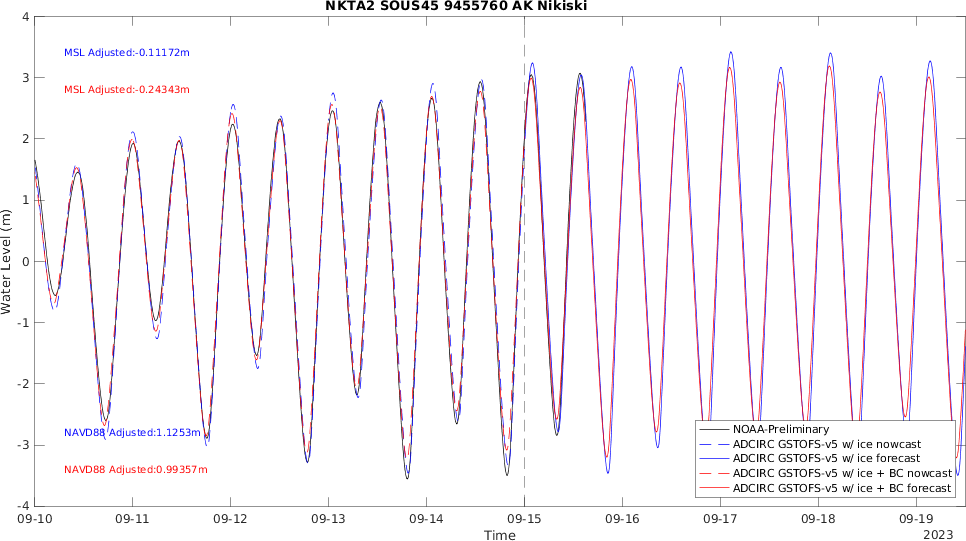 NKTA2 SOUS45 9455760 AK Nikiski
MSL Adjusted:-0.11172m
MSL Adjusted:-0.24343m
NAVD88 Adjusted:1.1253m
NAVD88 Adjusted:0.99357m
Water Level (m)
4
3
2
1
0
-1
-2
-3
-4
NOAA-Preliminary
ADCIRC GSTOFS-v5 w/ ice nowcast
ADCIRC GSTOFS-v5 w/ ice forecast
ADCIRC GSTOFS-v5 w/ ice + BC nowcast
ADCIRC GSTOFS-v5 w/ ice + BC forecast
09-10 09-11 09-12 09-13 09-14 09-15 09-16 09-17 09-18 09-19
Time
2023